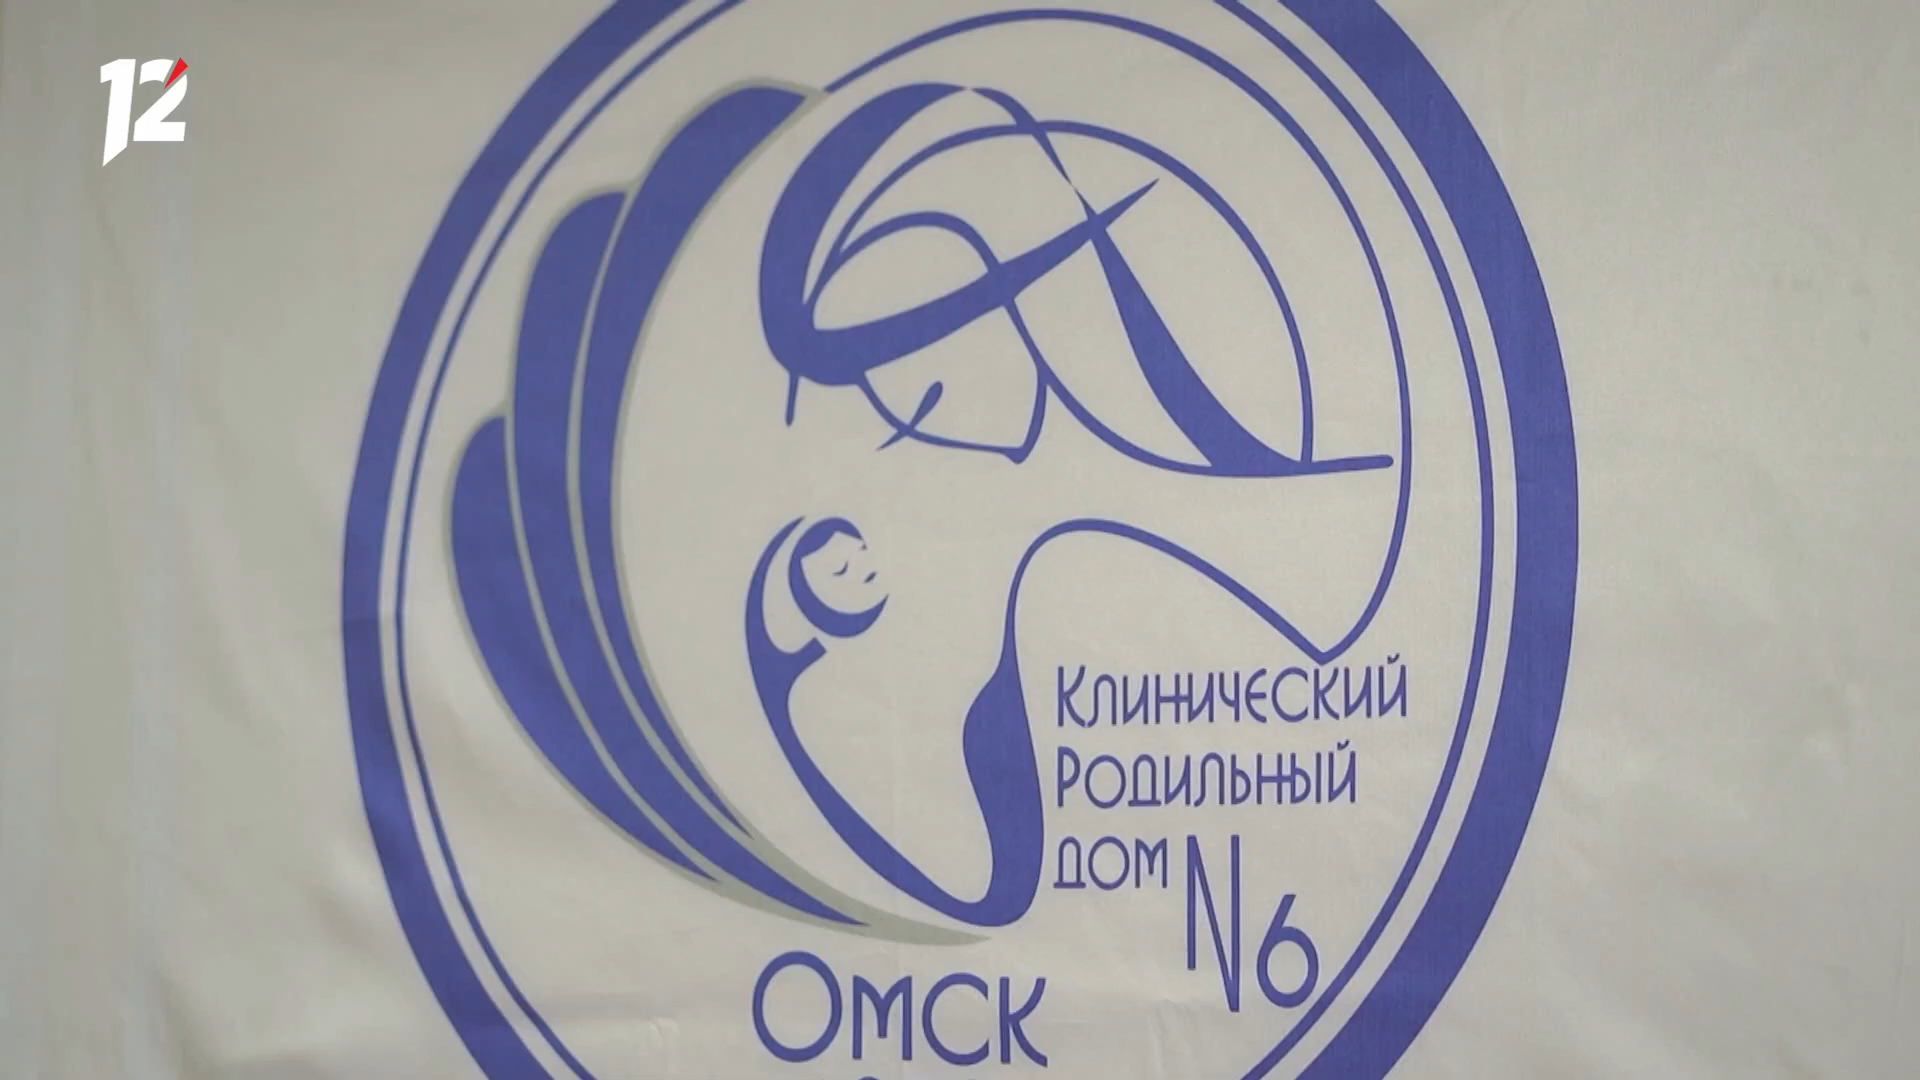 12
Клинический
Родильный
дом N6
Омск